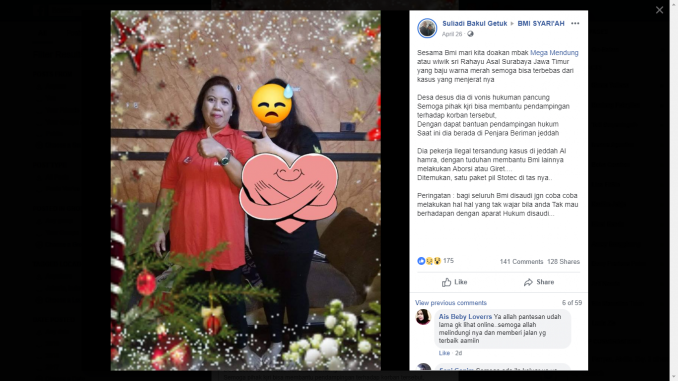 Suliadi Bakul Getuk ▸ BMI SYARI'AH
April 26
Sesama Bmi mari kita doakan mbak Mega Mendung
atau wiwik sri Rahayu Asal Surabaya Jawa Timur
yang baju warna merah semoga bisa terbebas dari
kasus yang menjerat nya
Desa desus dia di vonis hukuman pancung
Semoga pihak kjri bisa membantu pendampingan
terhadap korban tersebut,
Dengan dapat bantuan pendampingan hukum
Saat ini dia berada di Penjara Beriman jeddah
Dia pekerja Ilegal tersandung kasus di jeddah Al
hamra, dengan tuduhan membantu BMI lainnya
melakukan Aborsi atau Giret....
Ditemukan, satu paket pil Stotec di tas nya..
Peringatan : bagi seluruh Bmi disaudi jgn coba coba
melakukan hal hal yang tak wajar bila anda Tak mau
berhadapan dengan aparat Hukum disaudi...
175
141 Comments 128 Shares
Like Share
View previous comments 6 of 59
Ais Beby Loverrs Ya allah pantesan udah
lama gk lihat online..semoga allah
melindungi nya dan memberi jalan yg
terbaik aamiin
Like · 2d